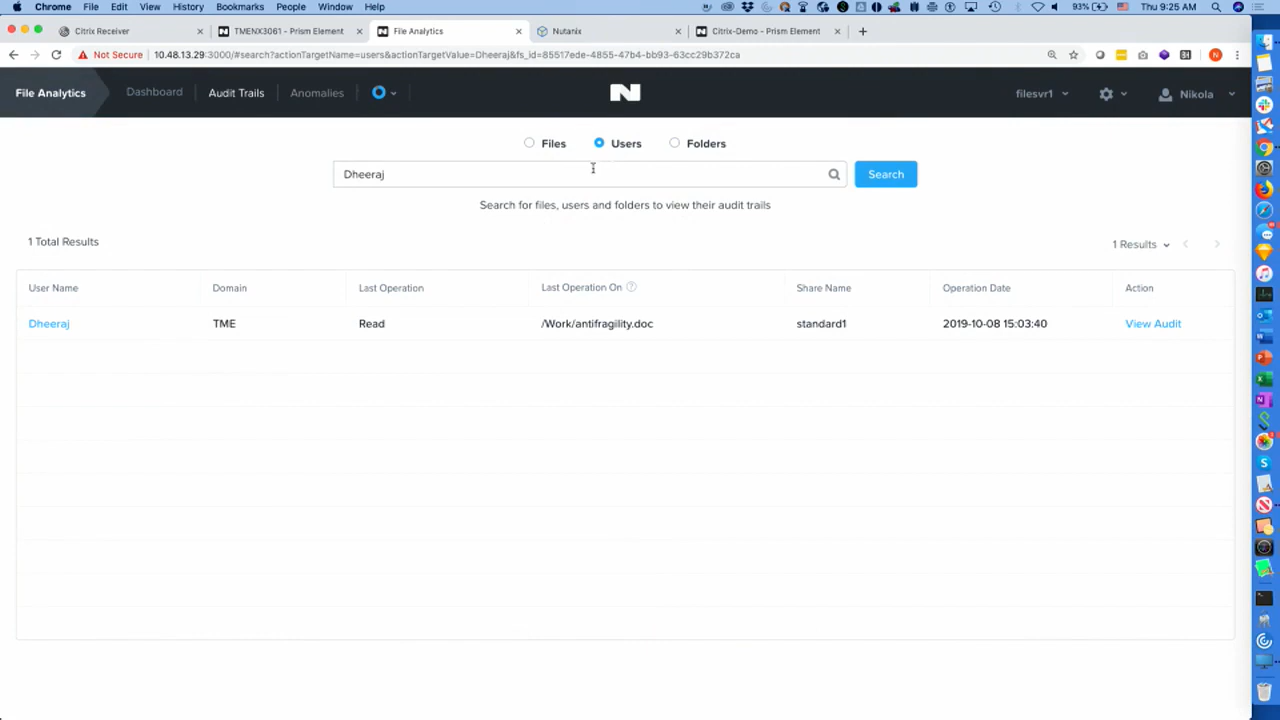 Chrome File Edit View History Bookmarks People Window Help 93% Thu 9:25 AM
Citrix Receiver TMENX3061 - Prism Element File Analytics Nutanix Citrix-Demo - Prism Element
Not Secure 10.48.13.29:3000/#search?actionTargetName=users&actionTargetValue=Dheeraj&fs_id=85517ede-4855-47b4-bb93-63cc29b372ca
File Analytics Dashboard Audit Trails Anomalies filesvr1 Nikola
Files Users Folders
Dheeraj Search
Search for files, users and folders to view their audit trails
1 Total Results 1 Results
User Name Domain Last Operation Last Operation On Share Name Operation Date Action
Dheeraj TME Read /Work/antifragility.doc standard1 2019-10-08 15:03:40 View Audit